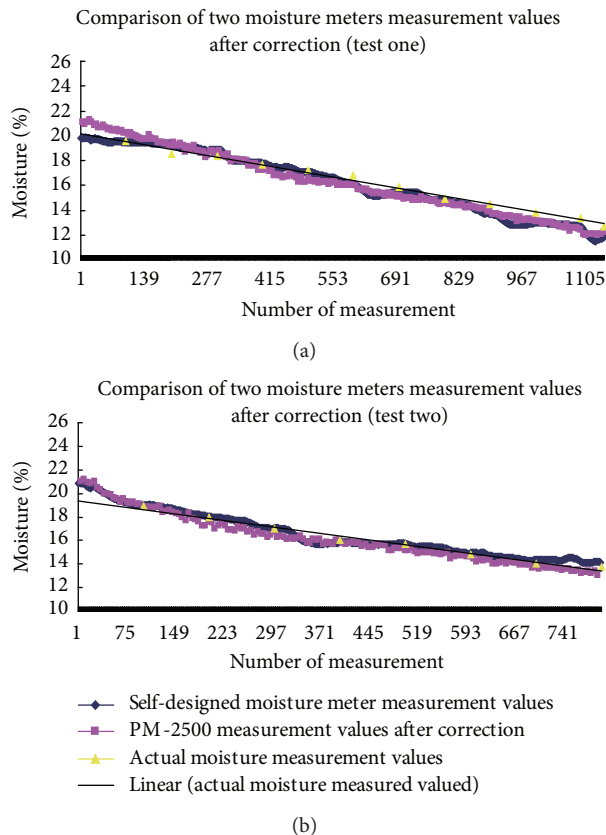 Comparison of two moisture meters measurement values
after correction (test one)
26
24
22
20
18
16
14
12
10
Moisture (%)
1 139 277 415 553 691 829 967 1105
Number of measurement
(a)
Comparison of two moisture meters measurement values
after correction (test two)
26
24
22
20
18
16
14
12
10
Moisture (%)
1 75 149 223 297 371 445 519 593 667 741
Number of measurement
Self-designed moisture meter measurement values
PM-2500 measurement values after correction
Actual moisture measurement values
Linear (actual moisture measured valued)
(b)